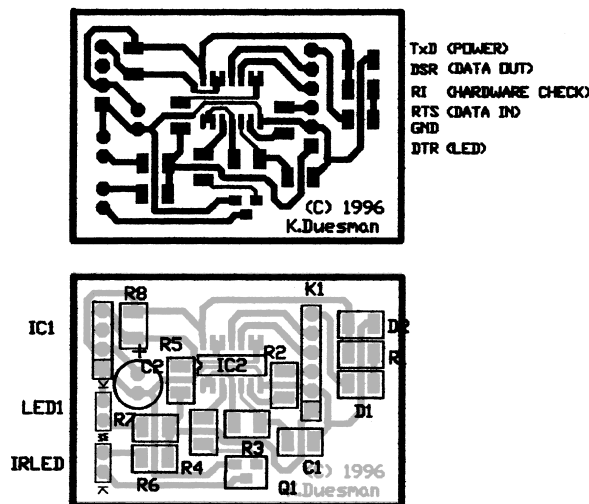 TxD (POWER)
DSR (DATA OUT)
RI (HARDWARE CHECK)
RTS (DATA IN)
GND
DTR (LED)
(C) 1996
K.Duesman
R8
K1
IC1
D2
R5
C2
IC2
R2
R1
LED1
D1
R7
R3
IRLED
R4
C1
R6
Q1
(C) 1996
.Duesman